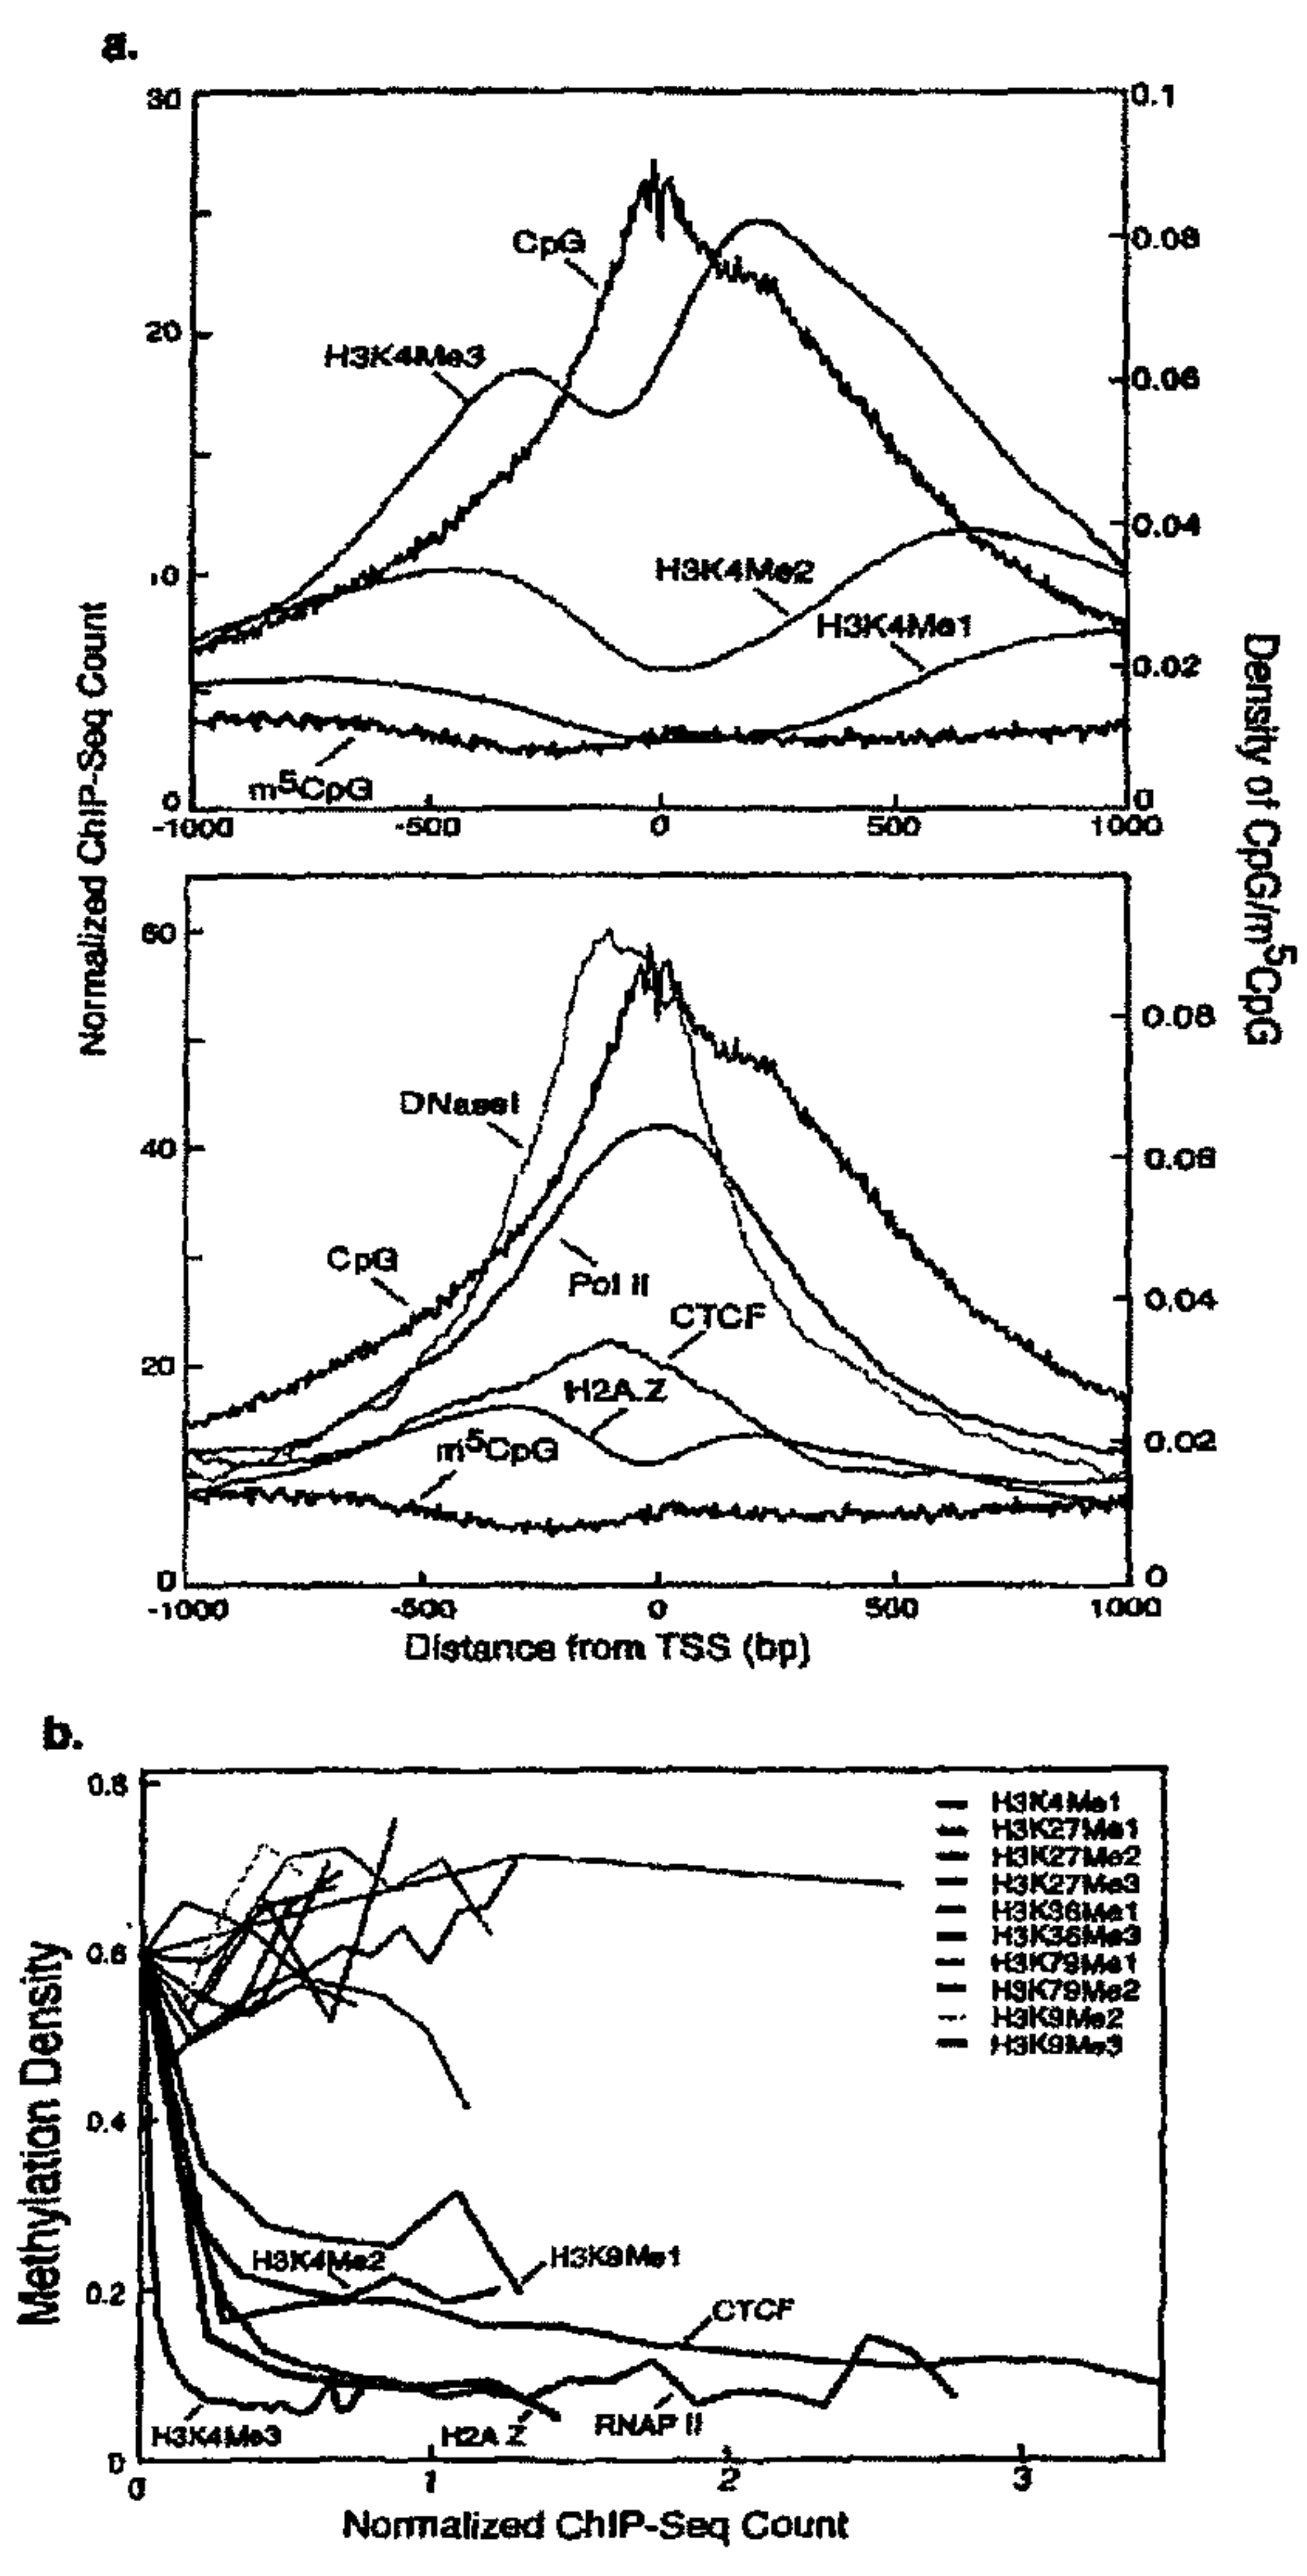 a.
30
20
10
0
0.1
0.08
0.06
0.04
0.02
0
CpG
H3K4Me3
H3K4Me2
H3K4Me1
m5CpG
-1000 -500 0 500 1000
Normalized ChIP-Seq Count
Density of CpG/m5CpG
60
40
20
0
0.08
0.06
0.04
0.02
0
DNaseI
CpG
Pol II
CTCF
H2A.Z
m5CpG
-1000 -500 0 500 1000
Distance from TSS (bp)
b.
0.8
0.6
0.4
0.2
0
Methylation Density
H3K4Me1
H3K27Me1
H3K27Me2
H3K27Me3
H3K36Me1
H3K36Me3
H3K79Me1
H3K79Me2
H3K9Me2
H3K9Me3
H3K4Me2
H3K9Me1
CTCF
H3K4Me3
H2A Z
RNAP II
0 1 2 3
Normalized ChIP-Seq Count